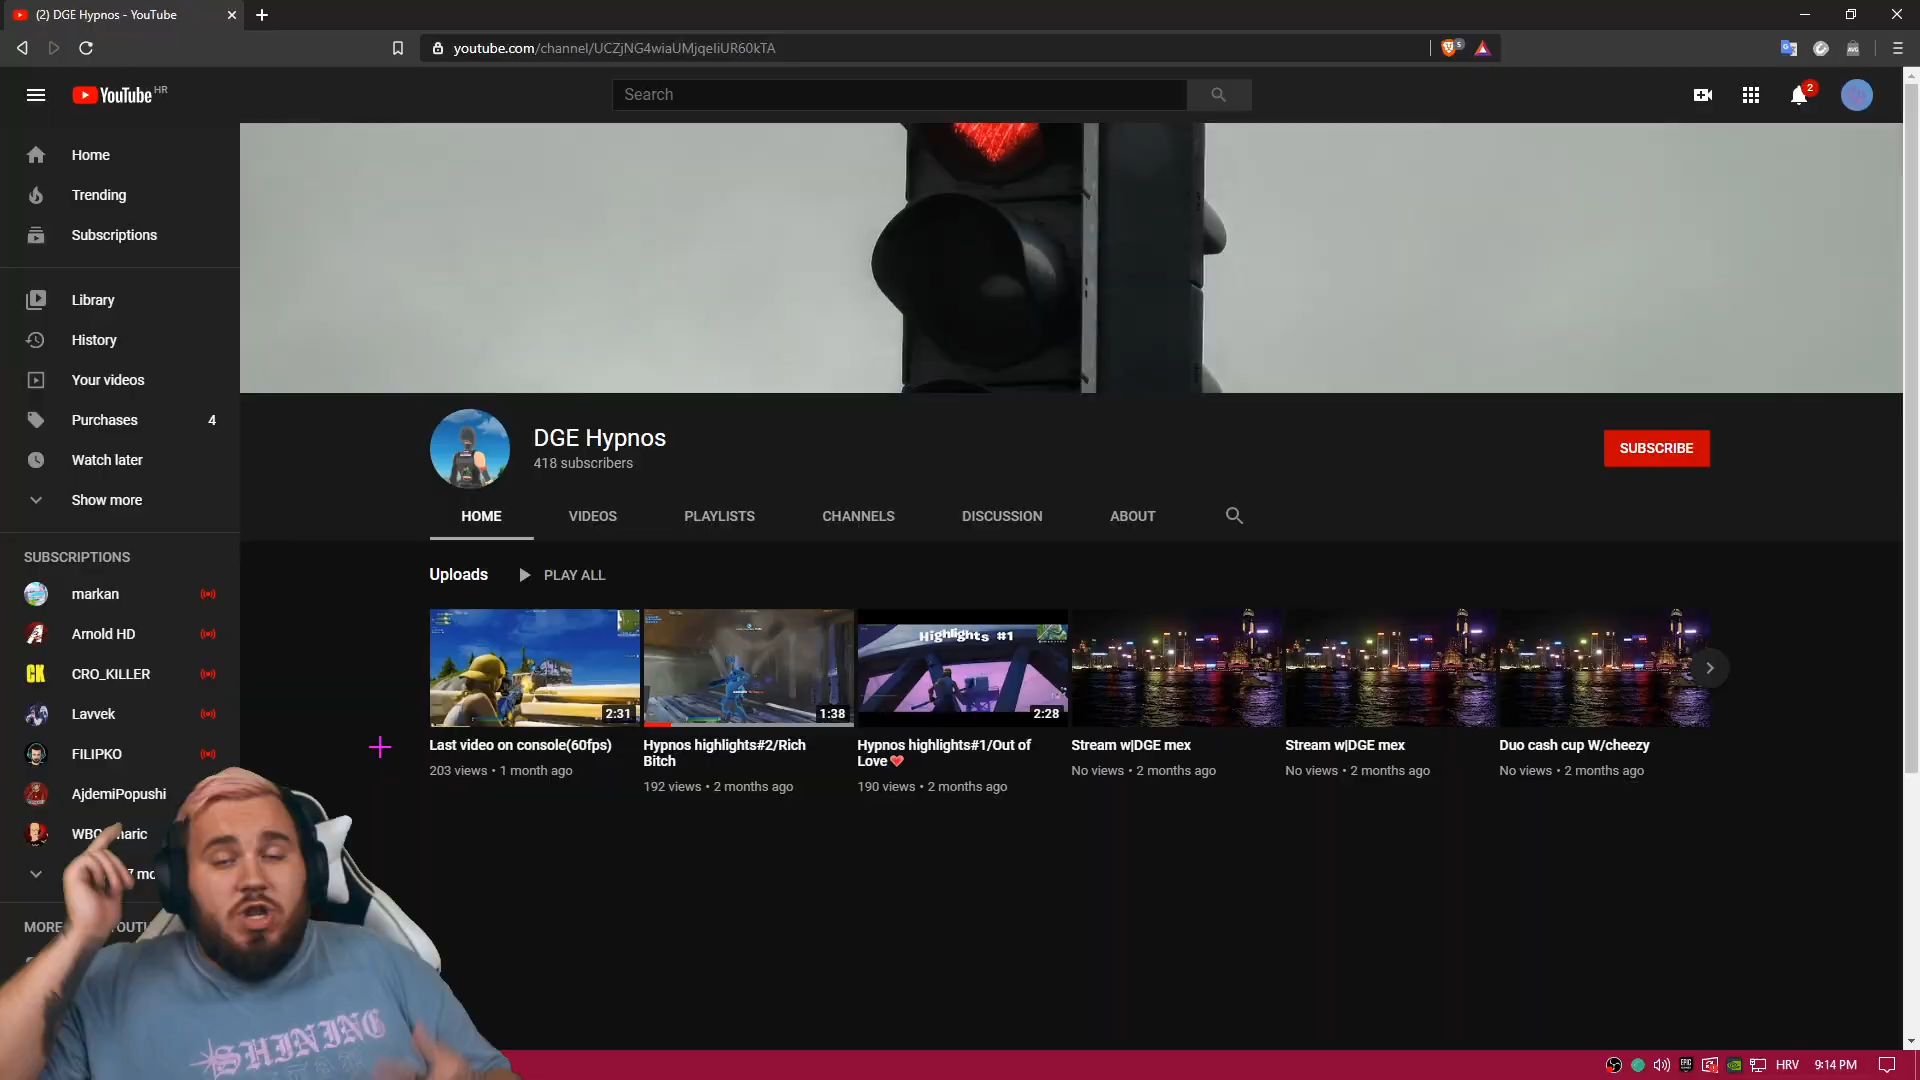 (2) DGE Hypnos - YouTube
youtube.com/channel/UCZjNG4wiaUMjqeIiUR60kTA
YouTube HR
Search
2
Home
Trending
Subscriptions
Library
History
Your videos
Purchases 4
Watch later
Show more
SUBSCRIPTIONS
markan
Arnold HD
CRO_KILLER
Lavvek
FILIPKO
AjdemiPopushi
MORE
DGE Hypnos
418 subscribers
SUBSCRIBE
HOME VIDEOS PLAYLISTS CHANNELS DISCUSSION ABOUT
Uploads PLAY ALL
2:31
Last video on console(60fps)
203 views • 1 month ago
1:38
Hypnos highlights#2/Rich
Bitch
192 views • 2 months ago
Highlights #1
2:28
Hypnos highlights#1/Out of
Love❤
190 views • 2 months ago
Stream w|DGE mex
No views • 2 months ago
Stream w|DGE mex
No views • 2 months ago
Duo cash cup W/cheezy
No views • 2 months ago
SHINING
HRV 9:14 PM